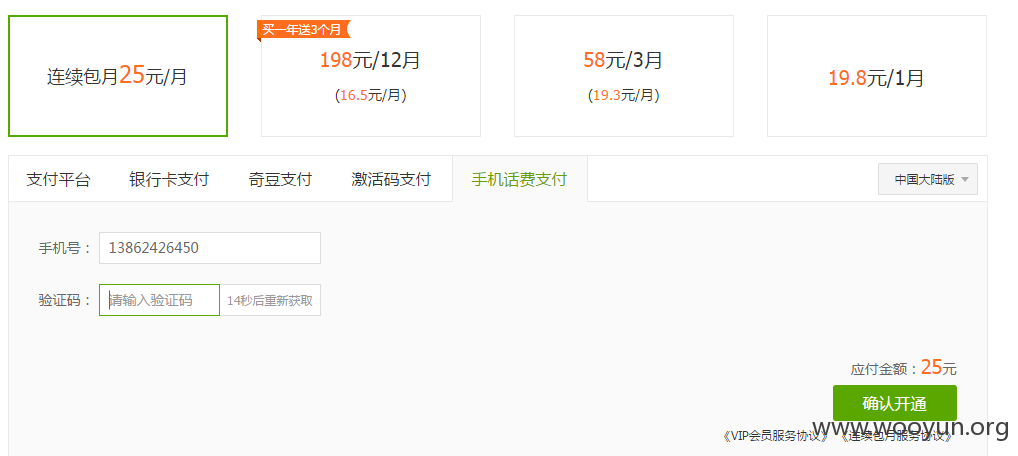 买一年送3个月
连续包月25元/月
198元/12月
(16.5元/月)
58元/3月
(19.3元/月)
19.8元/1月
支付平台 银行卡支付 奇豆支付 激活码支付 手机话费支付 中国大陆版
手机号： 13862426450
验证码： 请输入验证码 14秒后重新获取
应付金额：25元
确认开通
《VIP会员服务协议》 《连续包月服务协议》
www.wooyun.org